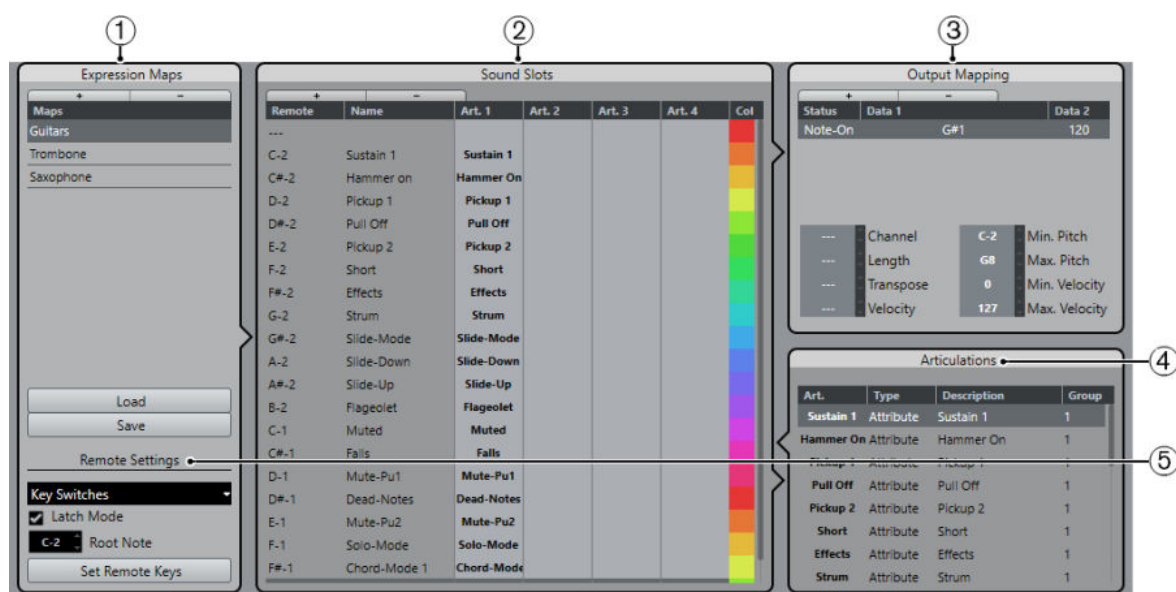 1 2 3
Expression Maps
+ -
Maps
Guitars
Trombone
Saxophone
Load
Save
Remote Settings
Key Switches
Latch Mode
C-2 Root Note
Set Remote Keys
Sound Slots
+ -
Remote Name Art. 1 Art. 2 Art. 3 Art. 4 Col
---
C-2 Sustain 1 Sustain 1
C#-2 Hammer on Hammer On
D-2 Pickup 1 Pickup 1
D#-2 Pull Off Pull Off
E-2 Pickup 2 Pickup 2
F-2 Short Short
F#-2 Effects Effects
G-2 Strum Strum
G#-2 Slide-Mode Slide-Mode
A-2 Slide-Down Slide-Down
A#-2 Slide-Up Slide-Up
B-2 Flageolet Flageolet
C-1 Muted Muted
C#-1 Falls Falls
D-1 Mute-Pu1 Mute-Pu1
D#-1 Dead-Notes Dead-Notes
E-1 Mute-Pu2 Mute-Pu2
F-1 Solo-Mode Solo-Mode
F#-1 Chord-Mode 1 Chord-Mode
Output Mapping
+ -
Status Data 1 Data 2
Note-On G#1 120
--- Channel C-2 Min. Pitch
--- Length G8 Max. Pitch
--- Transpose 0 Min. Velocity
--- Velocity 127 Max. Velocity
Articulations 4
Art. Type Description Group
Sustain 1 Attribute Sustain 1 1
Hammer On Attribute Hammer On 1
Pickup 1 Attribute Pickup 1 1
5
Pull Off Attribute Pull Off 1
Pickup 2 Attribute Pickup 2 1
Short Attribute Short 1
Effects Attribute Effects 1
Strum Attribute Strum 1